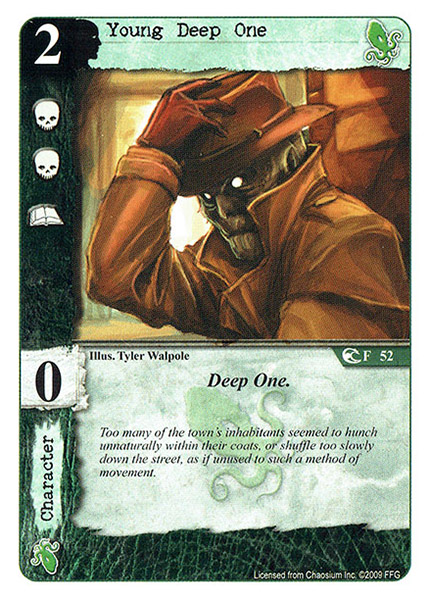 2
Young Deep One
Illus. Tyler Walpole
F 52
0
Deep One.
Too many of the town's inhabitants seemed to hunch
unnaturally within their coats, or shuffle too slowly
down the street, as if unused to such a method of
movement.
Character
Licensed from Chaosium Inc. ©2009 FFG